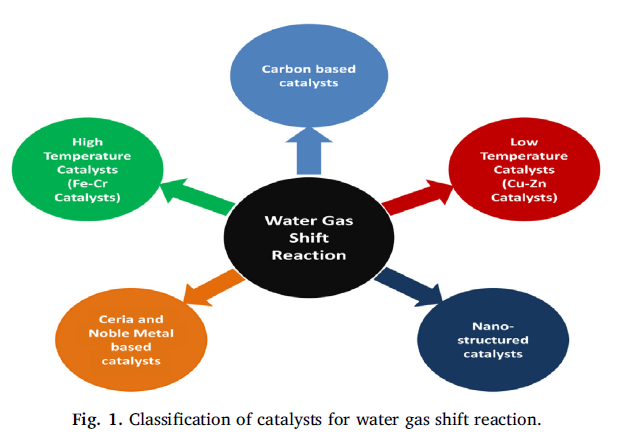 Carbon based
catalysts
High
Temperature
Catalysts
(Fe-Cr
Catalysts)
Low
Temperature
Catalysts
(Cu-Zn
Catalysts)
Water Gas
Shift
Reaction
Ceria and
Noble Metal
based
catalysts
Nano-
structured
catalysts
Fig. 1. Classification of catalysts for water gas shift reaction.